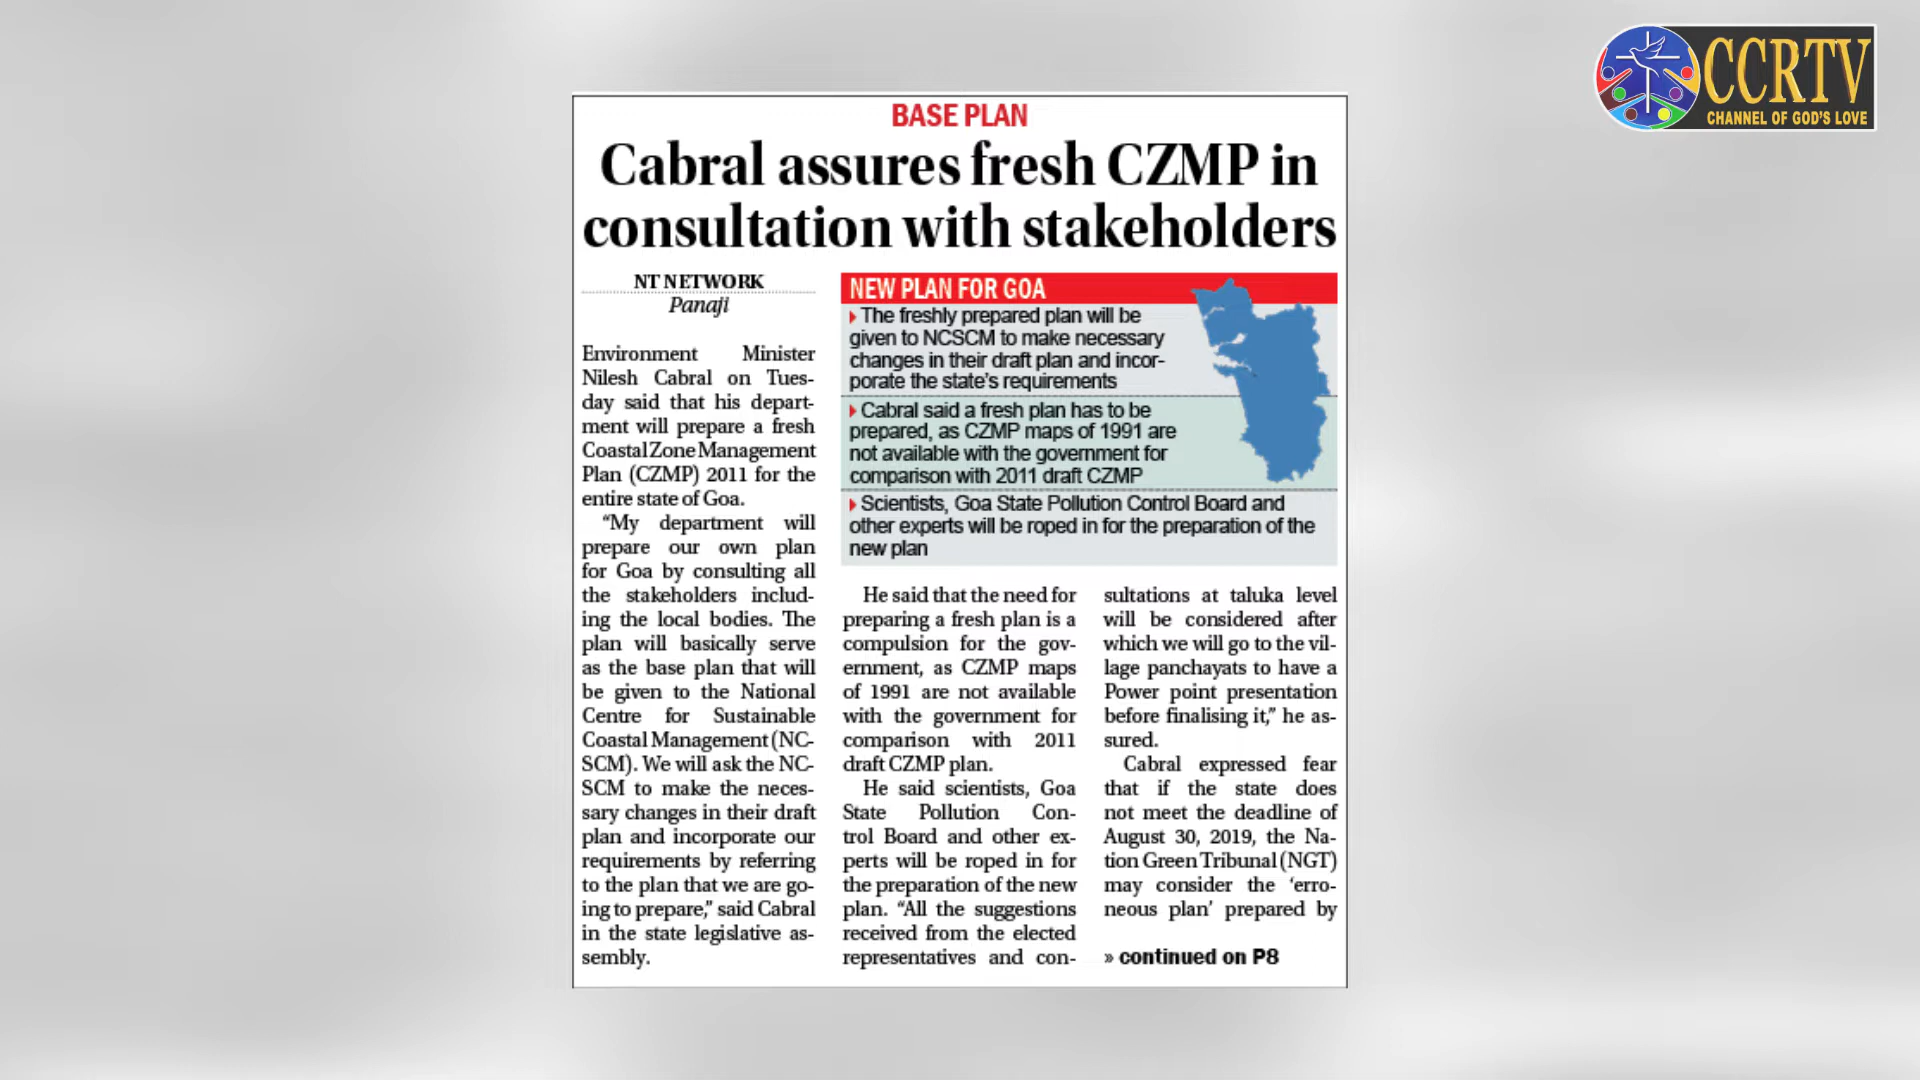 CCRTV
CHANNEL OF GOD'S LOVE
BASE PLAN
Cabral assures fresh CZMP in
consultation with stakeholders
NT NETWORK
Panaji
Environment Minister
Nilesh Cabral on Tues-
day said that his depart-
ment will prepare a fresh
Coastal Zone Management
Plan (CZMP) 2011 for the
entire state of Goa.
“My department will
prepare our own plan
for Goa by consulting all
the stakeholders includ-
ing the local bodies. The
plan will basically serve
as the base plan that will
be given to the National
Centre for Sustainable
Coastal Management (NC-
SCM). We will ask the NC-
SCM to make the neces-
sary changes in their draft
plan and incorporate our
requirements by referring
to the plan that we are go-
ing to prepare,” said Cabral
in the state legislative as-
sembly.
NEW PLAN FOR GOA
The freshly prepared plan will be
given to NCSCM to make necessary
changes in their draft plan and incor-
porate the state's requirements
Cabral said a fresh plan has to be
prepared, as CZMP maps of 1991 are
not available with the government for
comparison with 2011 draft CZMP
Scientists, Goa State Pollution Control Board and
other experts will be roped in for the preparation of the
new plan
He said that the need for
preparing a fresh plan is a
compulsion for the gov-
ernment, as CZMP maps
of 1991 are not available
with the government for
comparison with 2011
draft CZMP plan.
He said scientists, Goa
State Pollution Con-
trol Board and other ex-
perts will be roped in for
the preparation of the new
plan. “All the suggestions
received from the elected
representatives and con-
sultations at taluka level
will be considered after
which we will go to the vil-
lage panchayats to have a
Power point presentation
before finalising it,” he as-
sured.
Cabral expressed fear
that if the state does
not meet the deadline of
August 30, 2019, the Na-
tion Green Tribunal (NGT)
may consider the ‘erro-
neous plan’ prepared by
» continued on P8